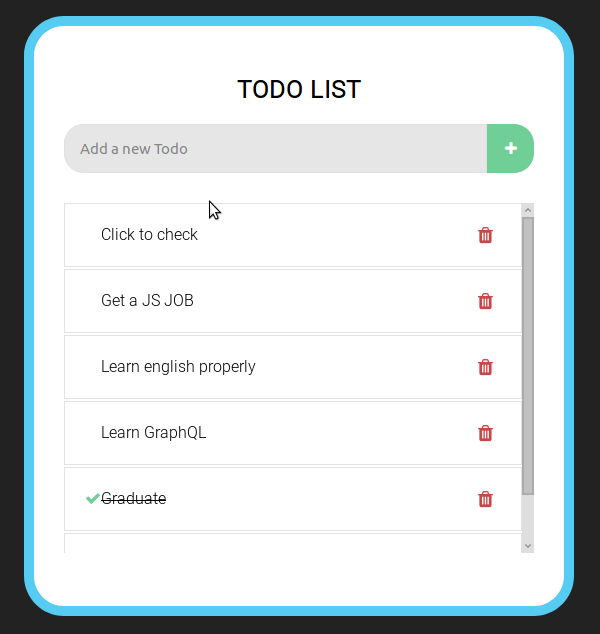 TODO LIST
Add a new Todo
Click to check
Get a JS JOB
Learn english properly
Learn GraphQL
Graduate